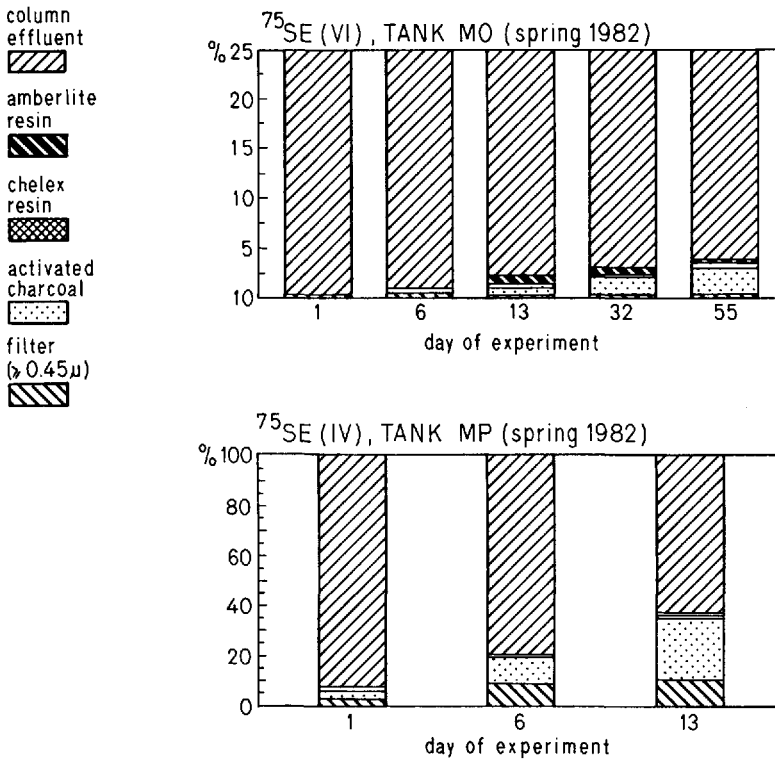 column
effluent
amberlite
resin
chelex
resin
activated
charcoal
filter
(⩾ 0.45μ)
75SE (VI), TANK MO (spring 1982)
% 25
20
15
10
5
10
1 6 13 32 55
day of experiment
75SE (IV), TANK MP (spring 1982)
% 100
80
60
40
20
0
1 6 13
day of experiment